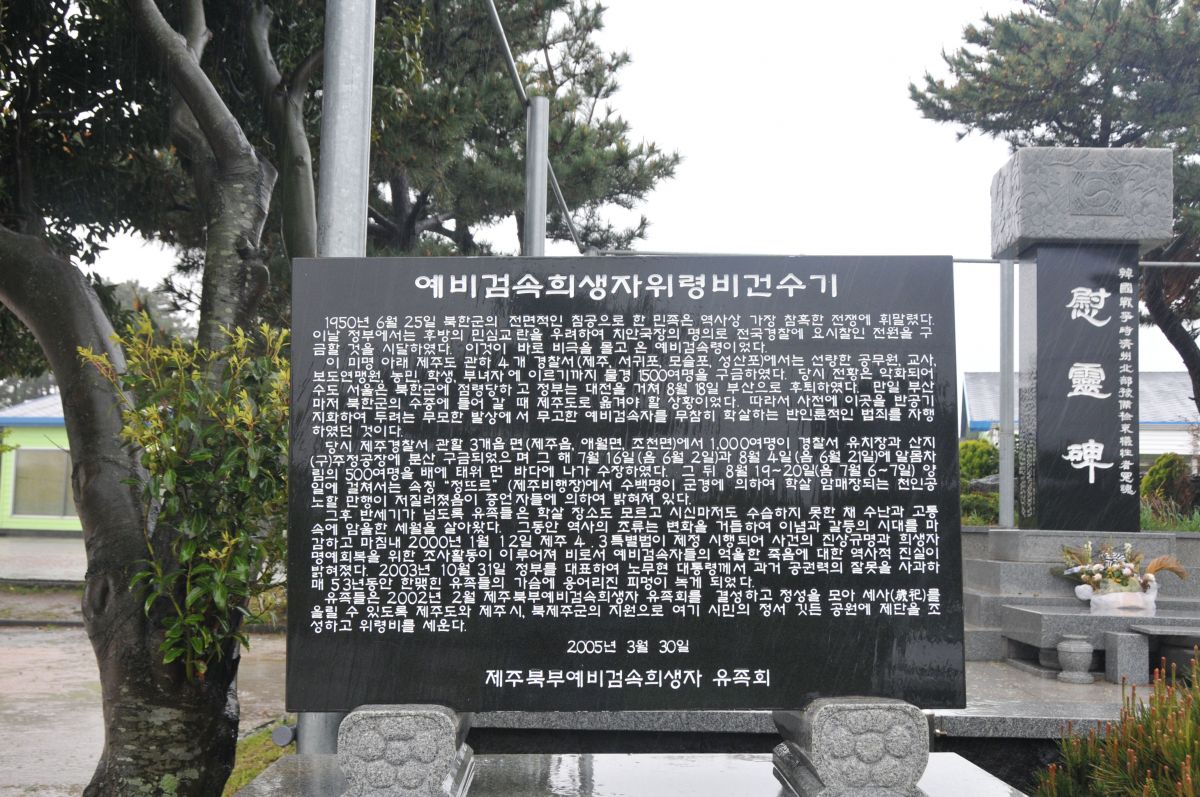 예비검속희생자위령비건수기
1950년 6월 25일 북한군의 전면적인 침공으로 한 민족은 역사상 가장 참혹한 전쟁에 휘말렸다.
이날 정부에서는 후방의 민심교란을 우려하여 치안국장의 명의로 전국경찰에 요시찰인 전원을 구
금할 것을 시달하였다. 이것이 바로 비극을 몰고 온 예비검속령이었다.
이 미명 아래 제주도 관하 4개 경찰서(제주, 서귀포, 모슬포, 성산포)에서는 선량한 공무원, 교사,
보도연맹원, 농민, 학생, 부녀자에 이르기까지 물경 1500여명을 구금하였다. 당시 전황은 악화되어
수도 서울은 북한군에 점령당하고 정부는 대전을 거쳐 8월 18일 부산으로 후퇴하였다. 만일 부산
마저 북한군의 수중에 들어 갈 때 제주도로 옮겨야 할 상황이었다. 따라서 사전에 이곳을 반공기
지화하여 두려는 무모한 발상에서 무고한 예비검속자를 무참히 학살하는 반인륜적인 범죄를 자행
하였던 것이다.
당시 제주경찰서 관할 3개읍면(제주읍, 애월면, 조천면)에서 1,000여명이 경찰서 유치장과 산지
(구)주정공장에 분산 구금되었으며 그 해 7월 16일(음 6월 2일)과 8월 4일(음 6월 21일)에 알몸차
림의 500여명을 배에 태워 먼 바다에 나가 수장하였다. 그 뒤 8월 19~20일(음 7월 6~7일) 양
일에 걸쳐서는 속칭 "정뜨르" (제주비행장)에서 수백명이 군경에 의하여 학살 암매장되는 천인공
노할 만행이 저질러졌음이 증언자들에 의하여 밝혀져 있다.
그후 반세기가 넘도록 유족들은 학살 장소도 모르고 시신마저도 수습하지 못한 채 수난과 고통
속에 암울한 세월을 살아왔다. 그동안 역사의 조류는 변화를 거듭하여 이념과 갈등의 시대를 마
감하고 마침내 2000년 1월 12일 제주 4. 3특별법이 제정 시행되어 사건의 진상규명과 희생자
명예회복을 위한 조사활동이 이루어져 비로서 예비검속자들의 억울한 죽음에 대한 역사적 진실이
밝혀졌다. 2003년 10월 31일 정부를 대표하여 노무현 대통령께서 과거 공권력의 잘못을 사과하
매 53년동안 한맺힌 유족들의 가슴에 응어리진 피멍이 녹게 되었다.
유족들은 2002년 2월 제주북부예비검속희생자 유족회를 결성하고 정성을 모아 세사(歲祀)를
올릴 수 있도록 제주도와 제주시, 북제주군의 지원으로 여기 시민의 정서 깃든 공원에 제단을 조
성하고 위령비를 세운다.
2005년 3월 30일
제주북부예비검속희생자 유족회
韓國戰爭時濟州北部豫備檢束犧牲者冤魂
慰靈碑